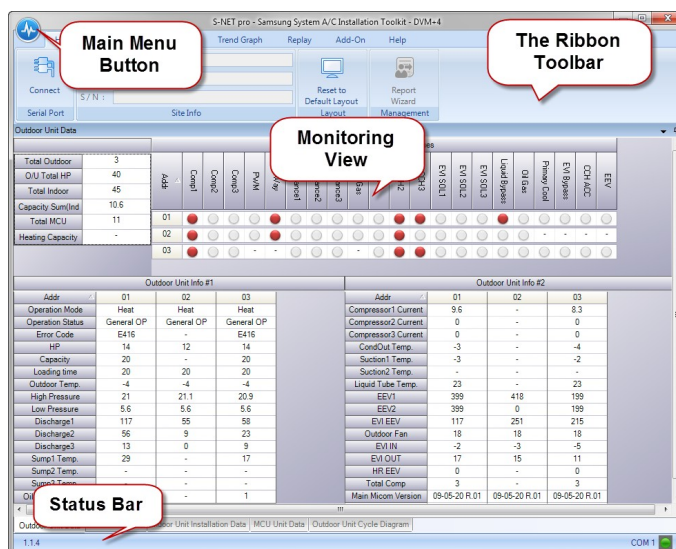 S-NET pro - Samsung System A/C Installation Toolkit - DVM+4
Main Menu Button
Trend Graph Replay Add-On Help
The Ribbon Toolbar
Connect
S / N :
Reset to Default Layout
Report Wizard
Serial Port Site Info Layout Management
Outdoor Unit Data
Monitoring View
Total Outdoor 3
O/U Total HP 40
Total Indoor 45
Capacity Sum(Ind 10.6
Total MCU 11
Heating Capacity -
Addr Comp1 Comp2 Comp3 PWM EVI SOL1 EVI SOL2 EVI SOL3 Liquid Bypass Oil Gas Primary Cool EVI Bypass CCH ACC EEV
01
02 - - - -
03 - -
Outdoor Unit Info #1
Addr 01 02 03
Operation Mode Heat Heat Heat
Operation Status General OP General OP General OP
Error Code E416 - E416
HP 14 12 14
Capacity 20 - 20
Loading time 20 20 20
Outdoor Temp. -4 -4 -4
High Pressure 21 21.1 20.9
Low Pressure 5.6 5.6 5.6
Discharge1 117 55 58
Discharge2 56 9 23
Discharge3 13 0 9
Sump1 Temp. 29 - 17
Sump2 Temp. - - -
Sump3 Temp. - - -
Oil - 1
Outdoor Unit Info #2
Addr 01 02 03
Compressor1 Current 9.6 - 8.3
Compressor2 Current 0 - 0
Compressor3 Current 0 - 0
CondOut Temp. -3 - -4
Suction1 Temp. -3 - -2
Suction2 Temp. - - -
Liquid Tube Temp. 23 - 23
EEV1 399 418 199
EEV2 399 0 199
EVI EEV 117 251 215
Outdoor Fan 18 18 18
EVI IN -2 -3 -5
EVI OUT 17 15 11
HR EEV 0 - 0
Total Comp 3 - 3
Main Micom Version 09-05-20 R.01 09-05-20 R.01 09-05-20 R.01
Status Bar
Unit Installation Data MCU Unit Data Outdoor Unit Cycle Diagram
1.1.4 COM 1